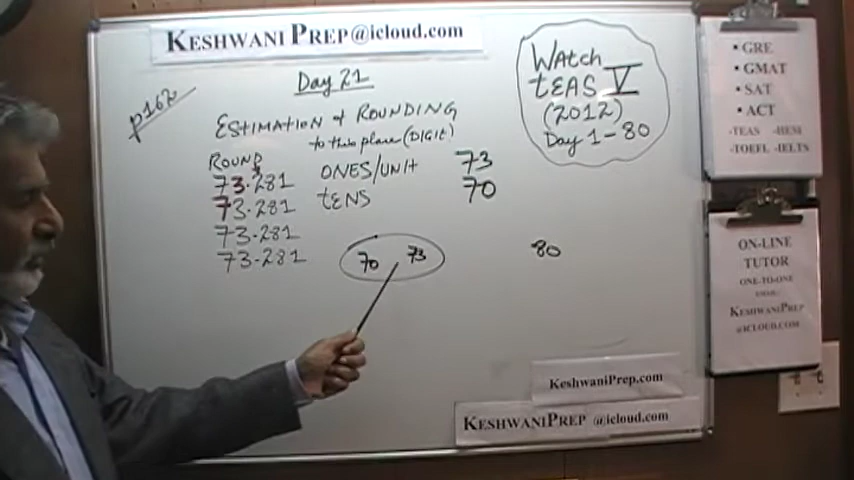 KESHWANI PREP@icloud.com
Day 21
p162
ESTIMATION & ROUNDING
to this place (DIGIT)
ROUND
73.281 ONES/UNIT 73
73.281 TENS 70
73.281
73.281
70 73
80
WAtch
tEAS V
(2012)
Day 1-80
• GRE
• GMAT
• SAT
• ACT
-TEAS -HESI
-TOEFL -IELTS
ON-LINE
TUTOR
ONE-TO-ONE
EMAIL:
KESHWANIPREP
@ICLOUD.COM
KeshwaniPrep.com
KESHWANIPREP @icloud.com